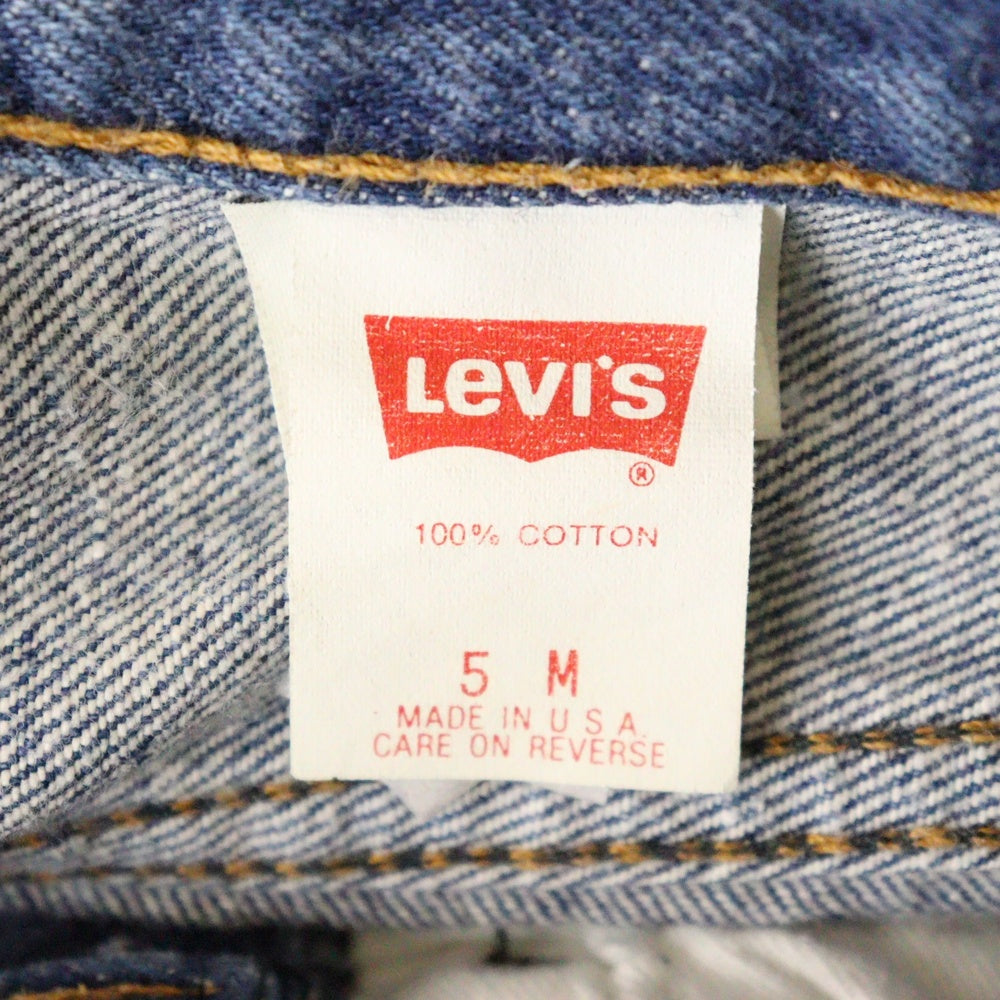 Levi's
®
100% COTTON
5 M
MADE IN U S A.
CARE ON REVERSE